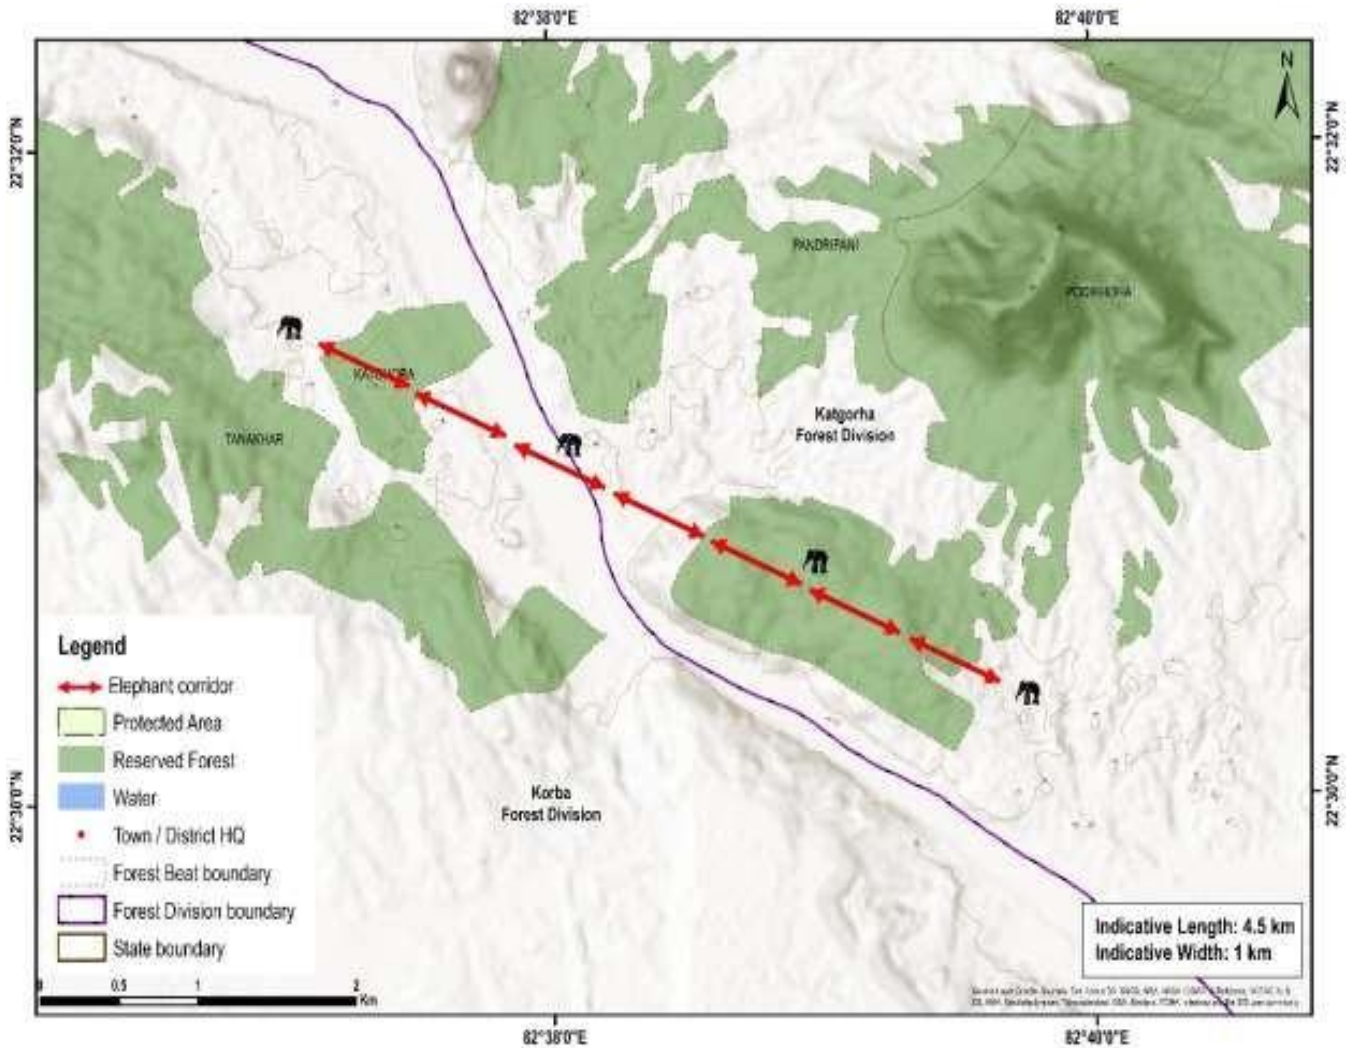 82°38'0"E
82°40'0"E
N
22°32'0"N
22°32'0"N
PANDRIPANI
TANAKHAR
Katgorha
Forest Division
Legend
Elephant corridor
Protected Area
Reserved Forest
Water
Town / District HQ
Forest Beat boundary
Forest Division boundary
State boundary
Korba
Forest Division
22°30'0"N
22°30'0"N
Indicative Length: 4.5 km
Indicative Width: 1 km
0 0.5 1 2
Km
82°38'0"E
82°40'0"E